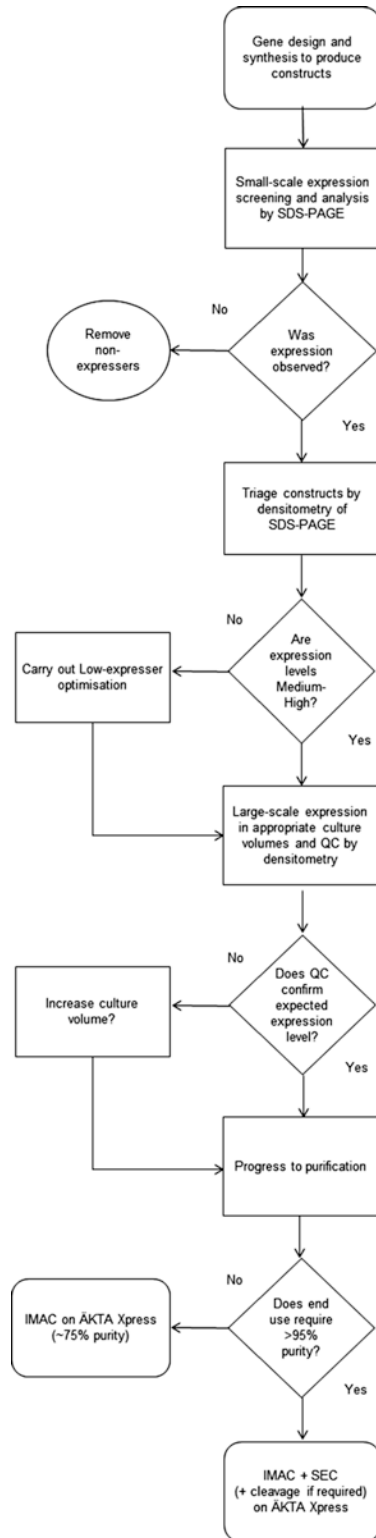 Gene design and
synthesis to produce
constructs
Small-scale expression
screening and analysis
by SDS-PAGE
No
Remove
non-
expressers
Was
expression
observed?
Yes
Triage constructs by
densitometry of
SDS-PAGE
No
Carry out Low-expresser
optimisation
Are
expression
levels
Medium-
High?
Yes
Large-scale expression
in appropriate culture
volumes and QC by
densitometry
No
Increase culture
volume?
Does QC
confirm
expected
expression
level?
Yes
Progress to purification
No
IMAC on ÄKTA Xpress
(~75% purity)
Does end
use require
>95%
purity?
Yes
IMAC + SEC
(+ cleavage if required)
on ÄKTA Xpress